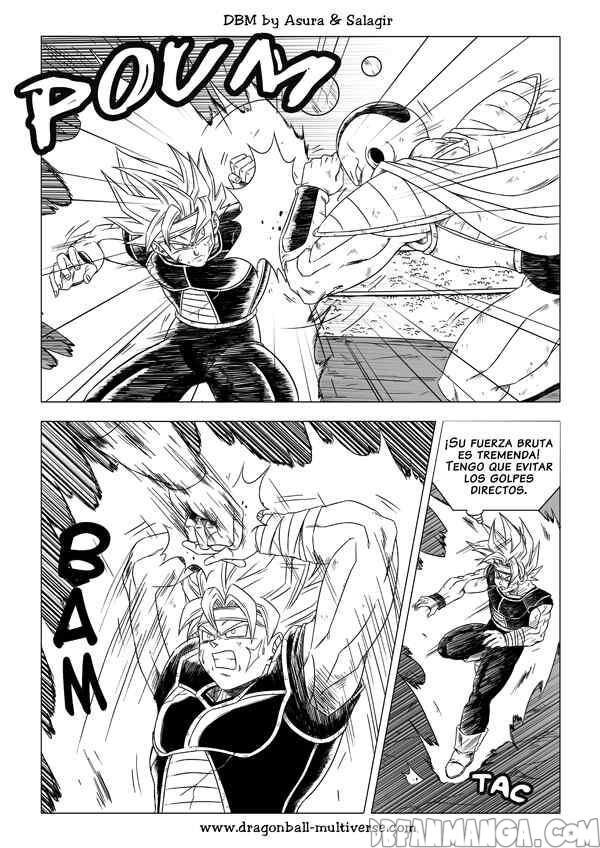 DBM by Asura & Salagir
POUM
¡Su fuerza bruta
es tremenda!
Tengo que evitar
los golpes
directos.
BAM
TAC
www.dragonball-multiverse.com
DBFANMANGA.COM